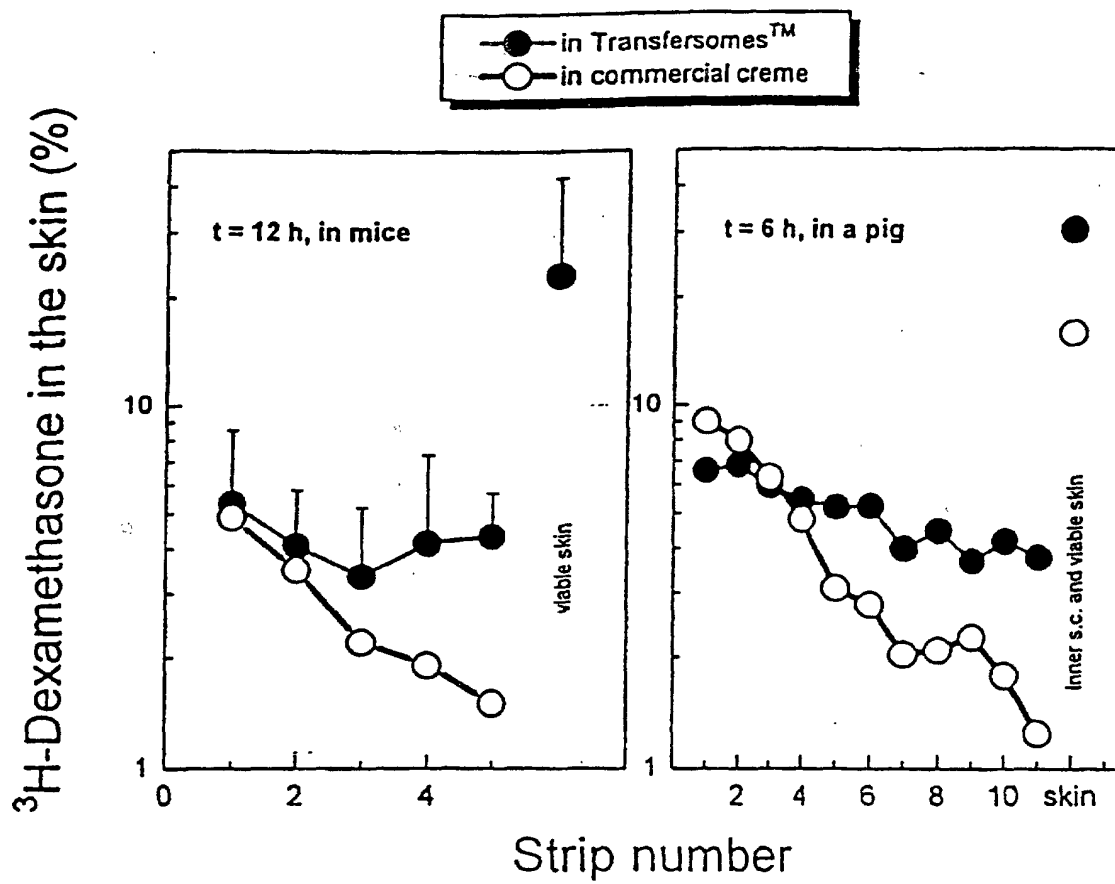 in Transfersomes™
in commercial creme
³H-Dexamethasone in the skin (%)
t = 12 h, in mice
10
1
0
2
4
viable skin
t = 6 h, in a pig
10
1
2
4
6
8
10
skin
Inner s.c. and viable skin
Strip number